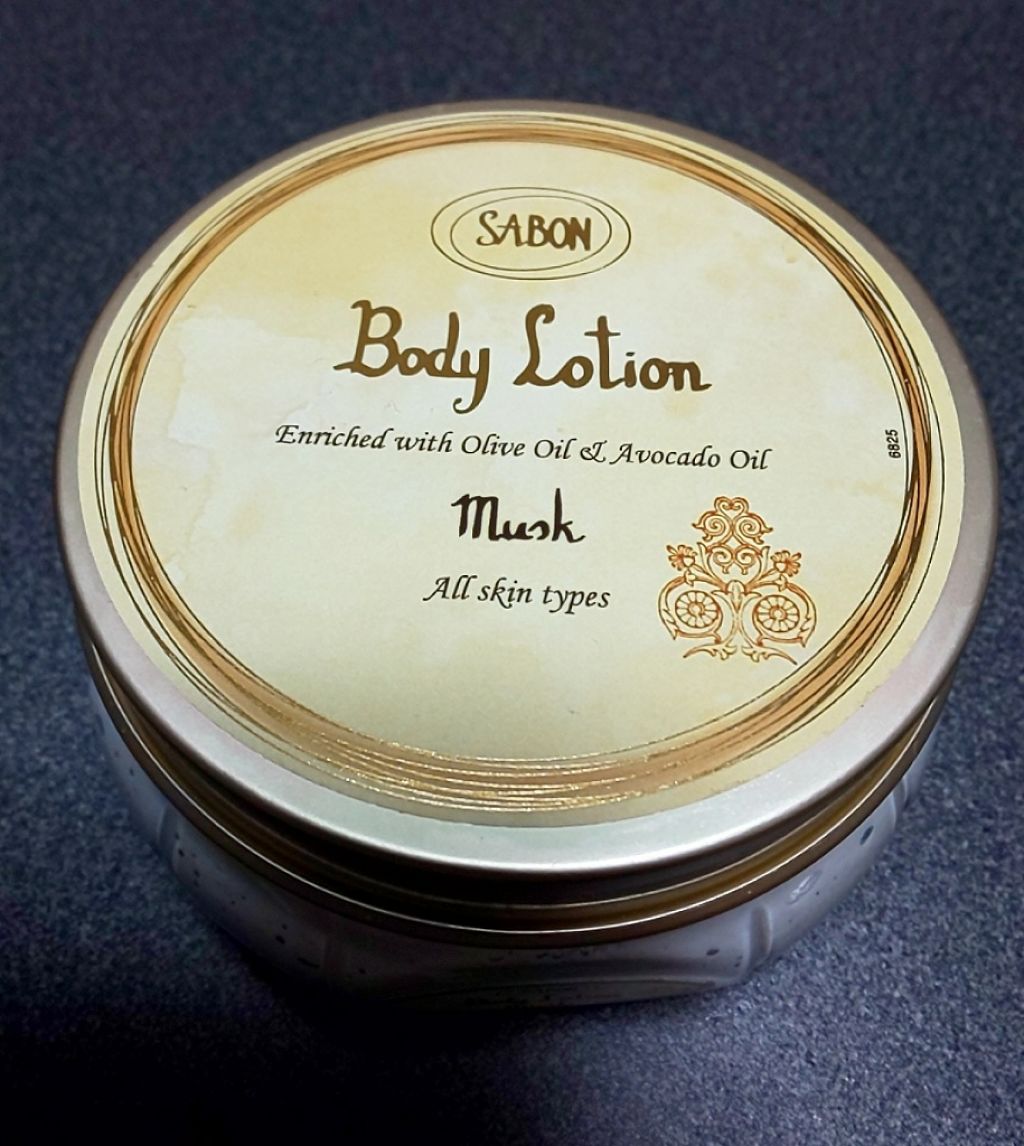 SABON
Body Lotion
Enriched with Olive Oil & Avocado Oil
6825
Musk
All skin types